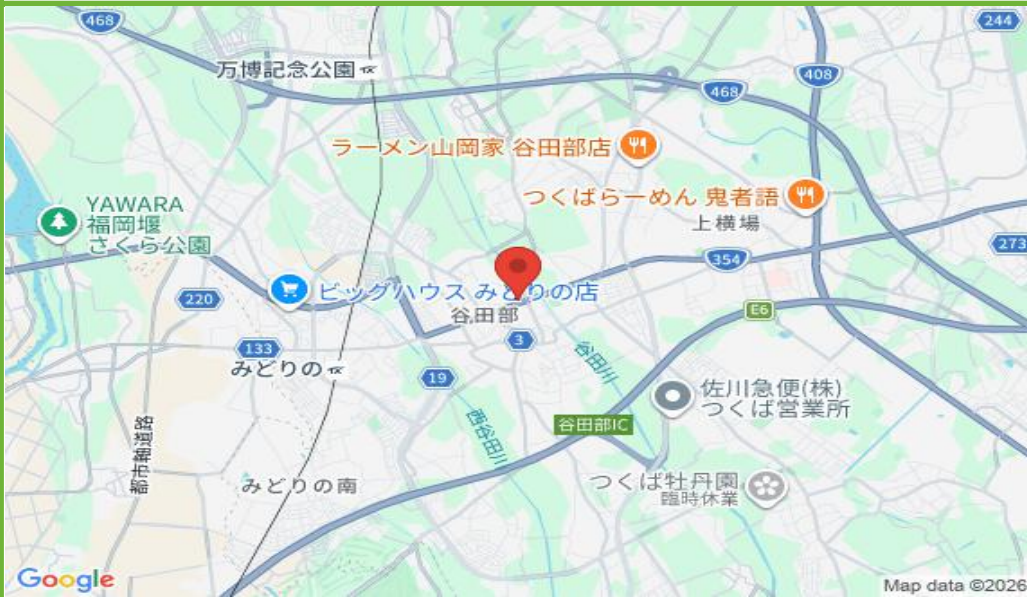 468
244
万博記念公園
408
468
ラーメン山岡家 谷田部店
つくばらーめん 鬼者語
YAWARA
福岡堰
さくら公園
上横場
273
354
220
ビッグハウス みどりの店
谷田部
E6
3
133
みどりの
19
谷田川
佐川急便(株)
つくば営業所
谷田部IC
西谷田川
都市軸道路
みどりの南
つくば牡丹園
臨時休業
Google
Map data ©2026